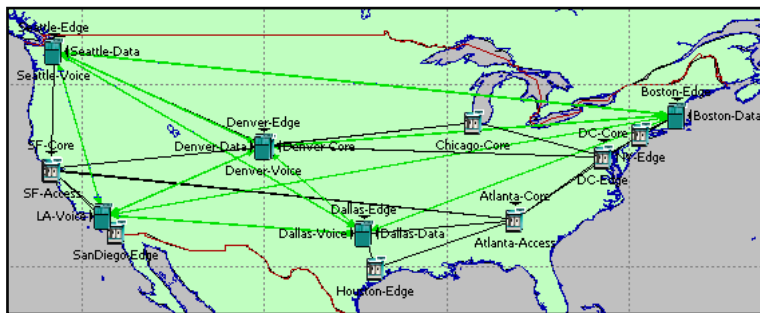 Seattle-Edge
Seattle-Data
Seattle-Voice
Boston-Edge
Boston-Data
Denver-Edge
DC-Core
SF-Core
Denver-Data
Denver-Core
Chicago-Core
Y-Edge
Denver-Voice
DC-Edge
SF-Access
Atlanta-Core
LA-Voice
Dallas-Edge
Dallas-Voice
Dallas-Data
Atlanta-Access
SanDiego Edge
Houston-Edge